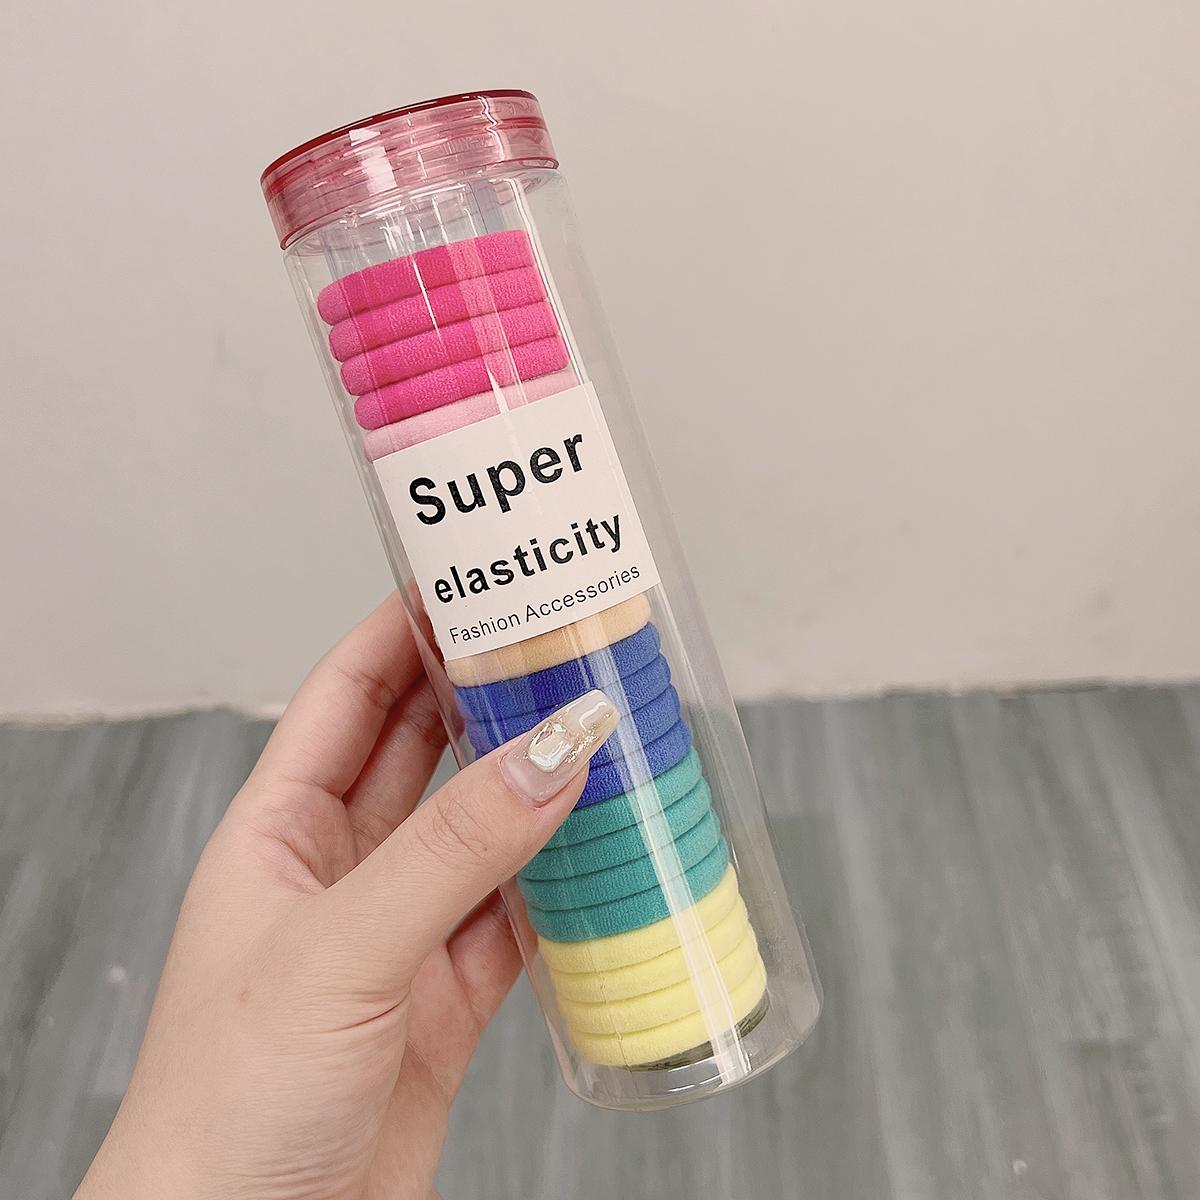 Super
elasticity
Fashion Accessories